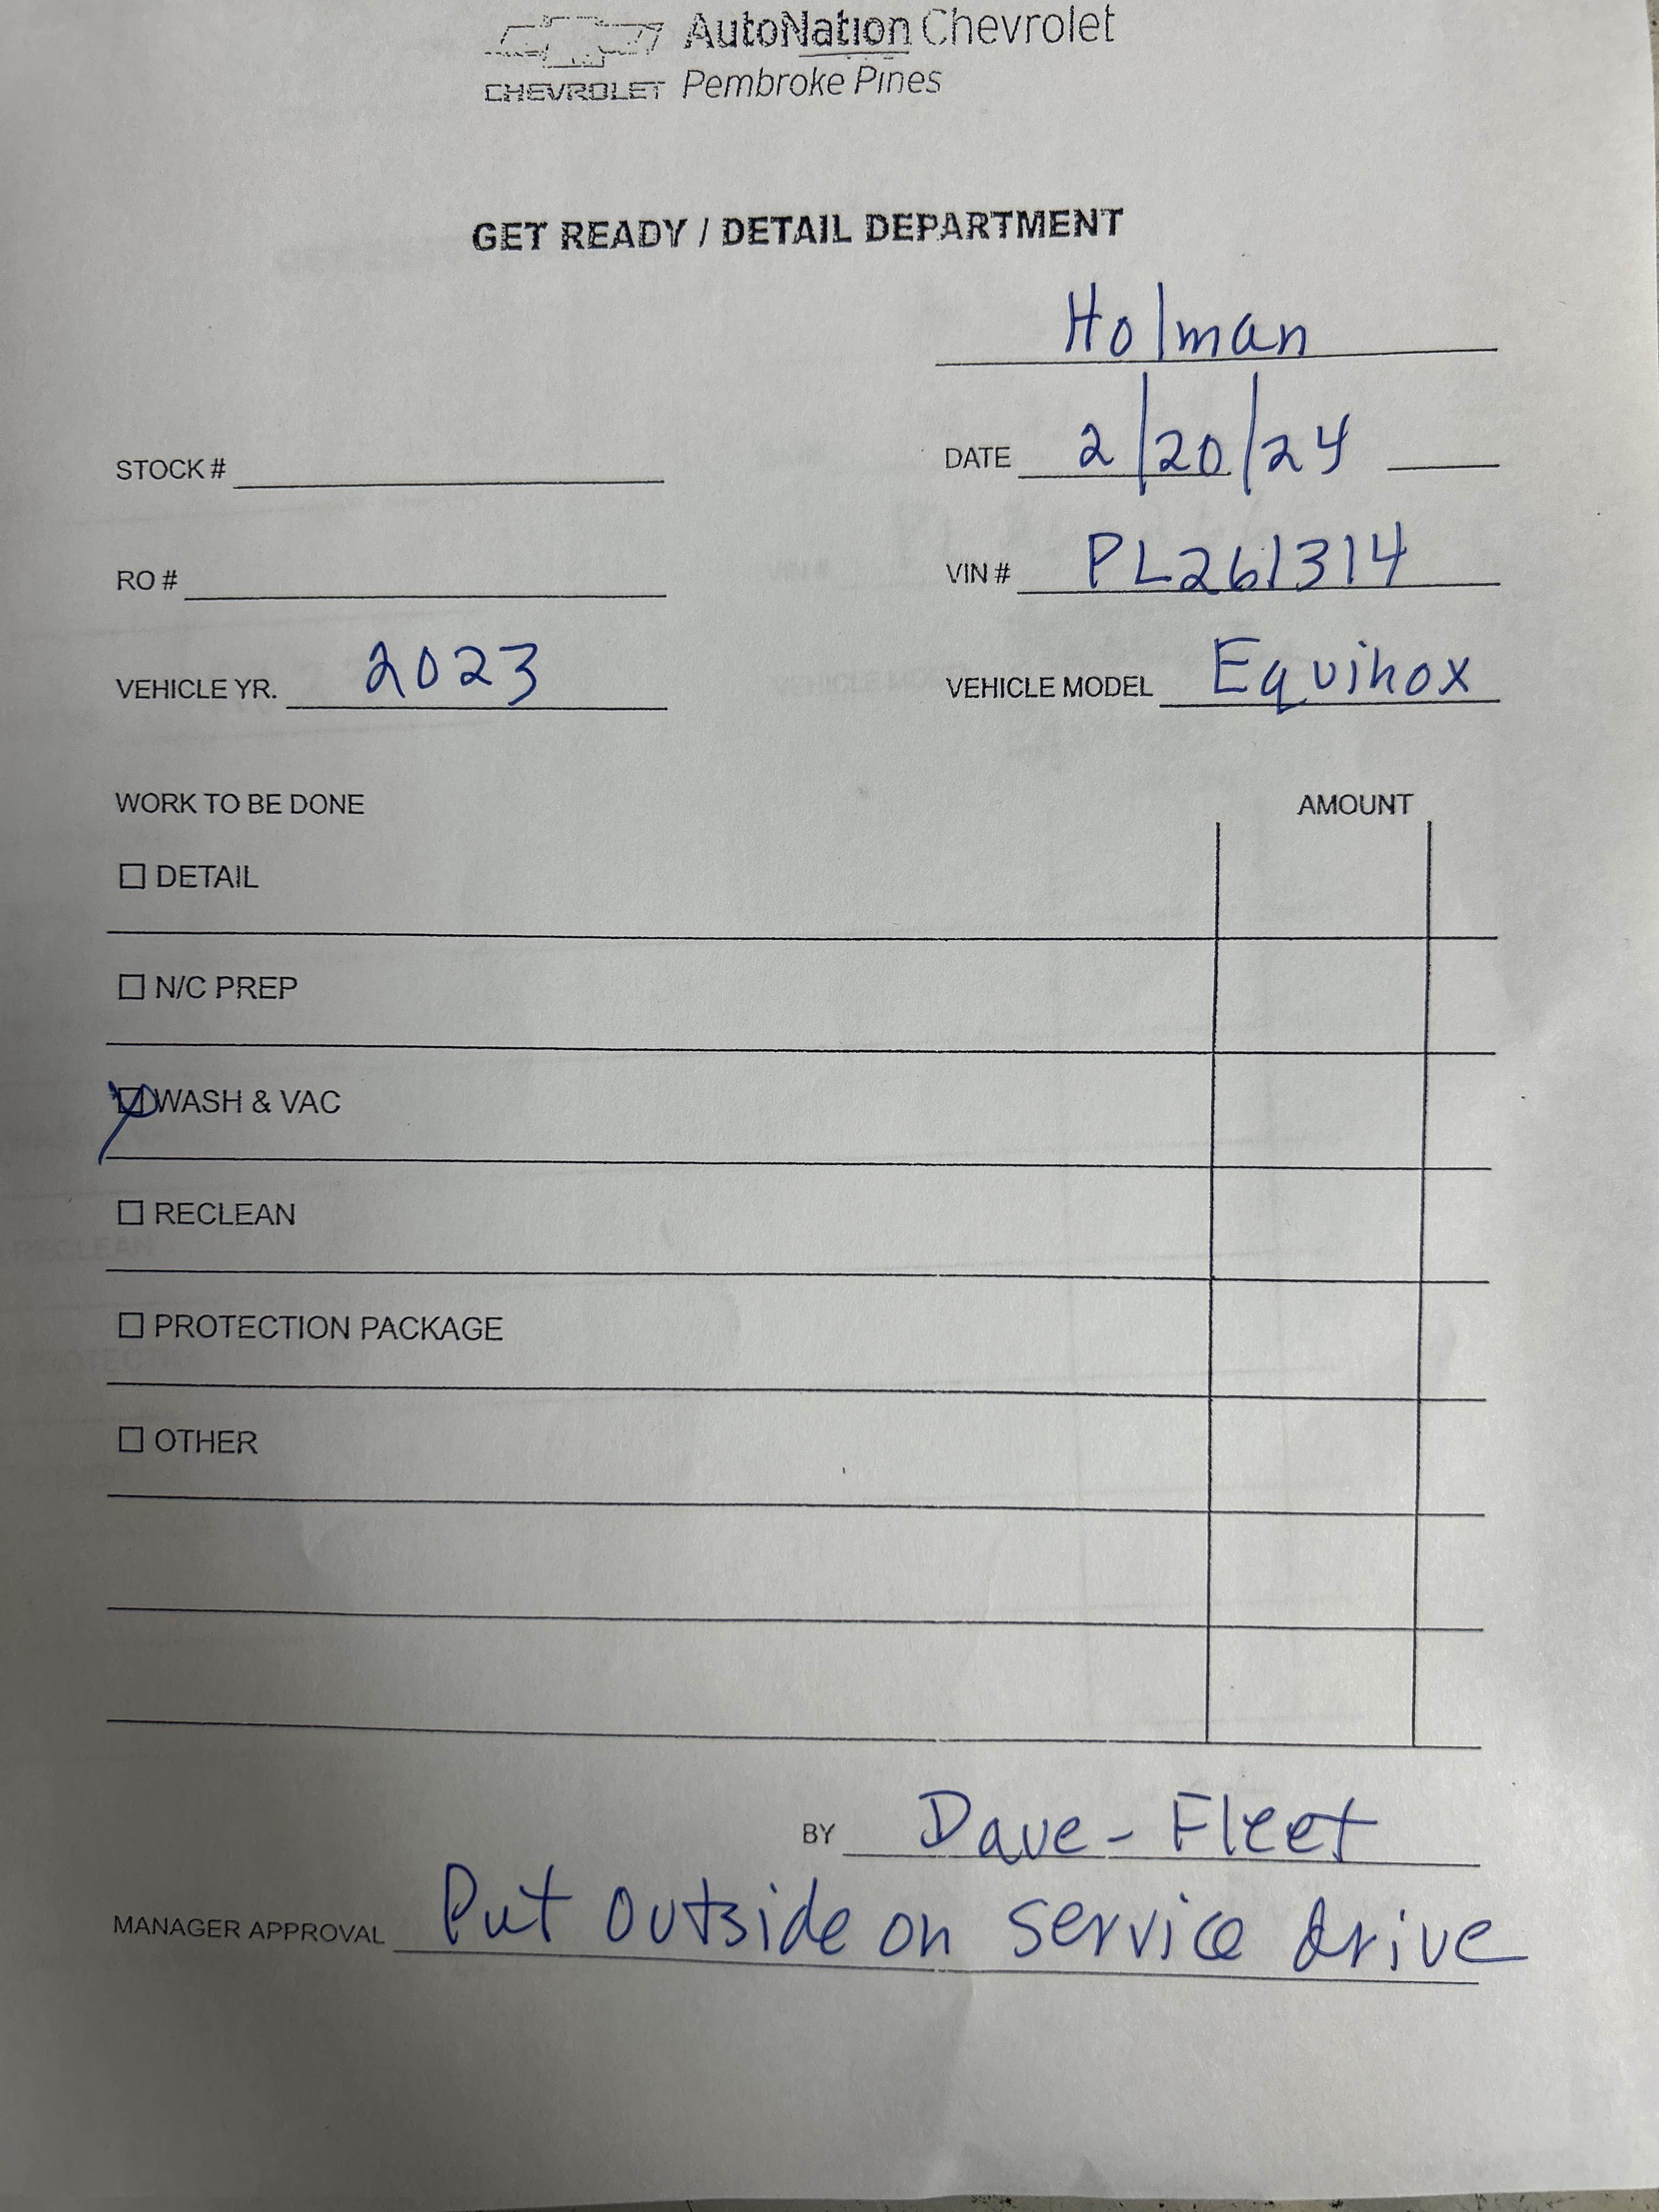 AutoNation Chevrolet
CHEVROLET Pembroke Pines
GET READY / DETAIL DEPARTMENT
Holman
STOCK # DATE 2/20/24
RO # VIN # PL261314
VEHICLE YR. 2023 VEHICLE MODEL Equinox
WORK TO BE DONE AMOUNT
☐ DETAIL
☐ N/C PREP
☑ WASH & VAC
☐ RECLEAN
☐ PROTECTION PACKAGE
☐ OTHER
BY Dave - Fleet
MANAGER APPROVAL Put outside on service drive